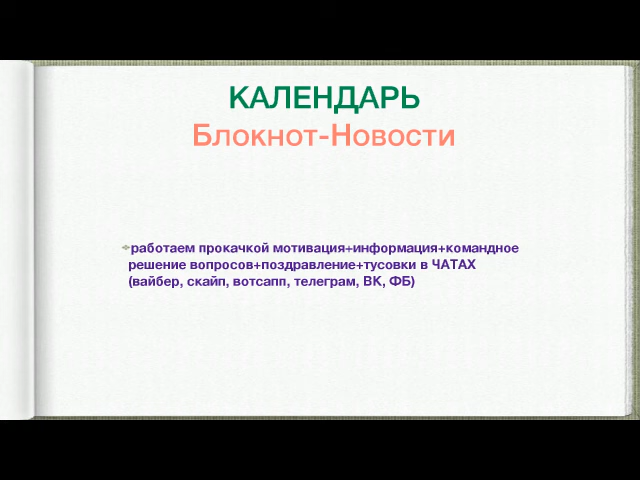 КАЛЕНДАРЬ
Блокнот-Новости
работаем прокачкой мотивация+информация+командное
решение вопросов+поздравление+тусовки в ЧАТАХ
(вайбер, скайп, вотсапп, телеграм, ВК, ФБ)